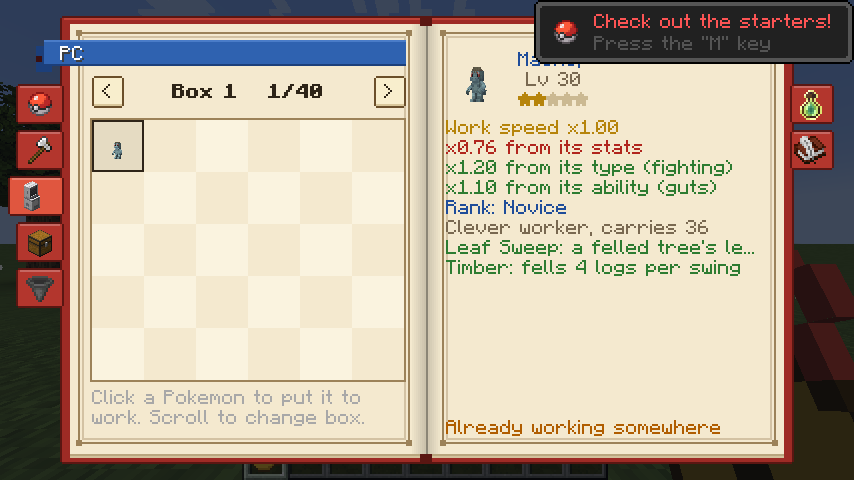 Check out the starters!
Press the "M" key
PC
Box 1 1/40
Lv 30
Work speed x1.00
x0.76 from its stats
x1.20 from its type (fighting)
x1.10 from its ability (guts)
Rank: Novice
Clever worker, carries 36
Leaf Sweep: a felled tree's le...
Timber: fells 4 logs per swing
Click a Pokemon to put it to
work. Scroll to change box.
Already working somewhere